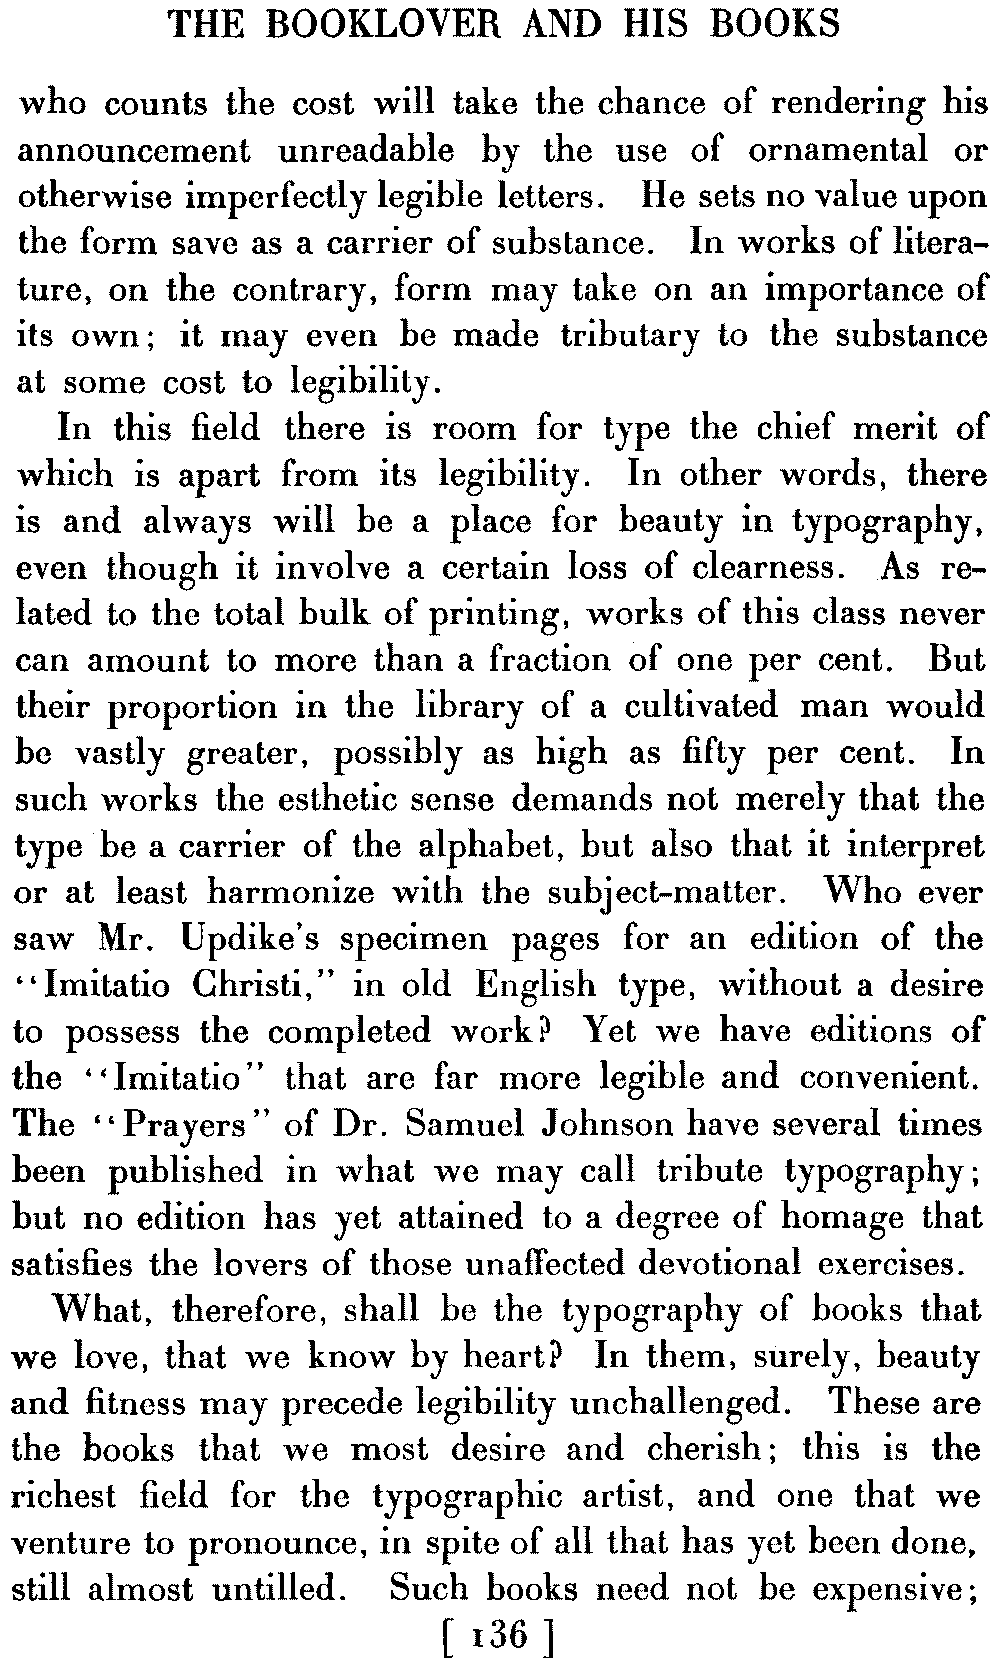 THE BOOKLOVER AND HIS BOOKS
who counts the cost will take the chance of rendering his
announcement unreadable by the use of ornamental or
otherwise imperfectly legible letters. He sets no value upon
the form save as a carrier of substance. In works of litera-
ture, on the contrary, form may take on an importance of
its own; it may even be made tributary to the substance
at some cost to legibility.
In this field there is room for type the chief merit of
which is apart from its legibility. In other words, there
is and always will be a place for beauty in typography,
even though it involve a certain loss of clearness. As re-
lated to the total bulk of printing, works of this class never
can amount to more than a fraction of one per cent. But
their proportion in the library of a cultivated man would
be vastly greater, possibly as high as fifty per cent. In
such works the esthetic sense demands not merely that the
type be a carrier of the alphabet, but also that it interpret
or at least harmonize with the subject-matter. Who ever
saw Mr. Updike's specimen pages for an edition of the
"Imitatio Christi," in old English type, without a desire
to possess the completed work? Yet we have editions of
the "Imitatio" that are far more legible and convenient.
The "Prayers" of Dr. Samuel Johnson have several times
been published in what we may call tribute typography;
but no edition has yet attained to a degree of homage that
satisfies the lovers of those unaffected devotional exercises.
What, therefore, shall be the typography of books that
we love, that we know by heart? In them, surely, beauty
and fitness may precede legibility unchallenged. These are
the books that we most desire and cherish; this is the
richest field for the typographic artist, and one that we
venture to pronounce, in spite of all that has yet been done,
still almost untilled. Such books need not be expensive;
[ 136 ]